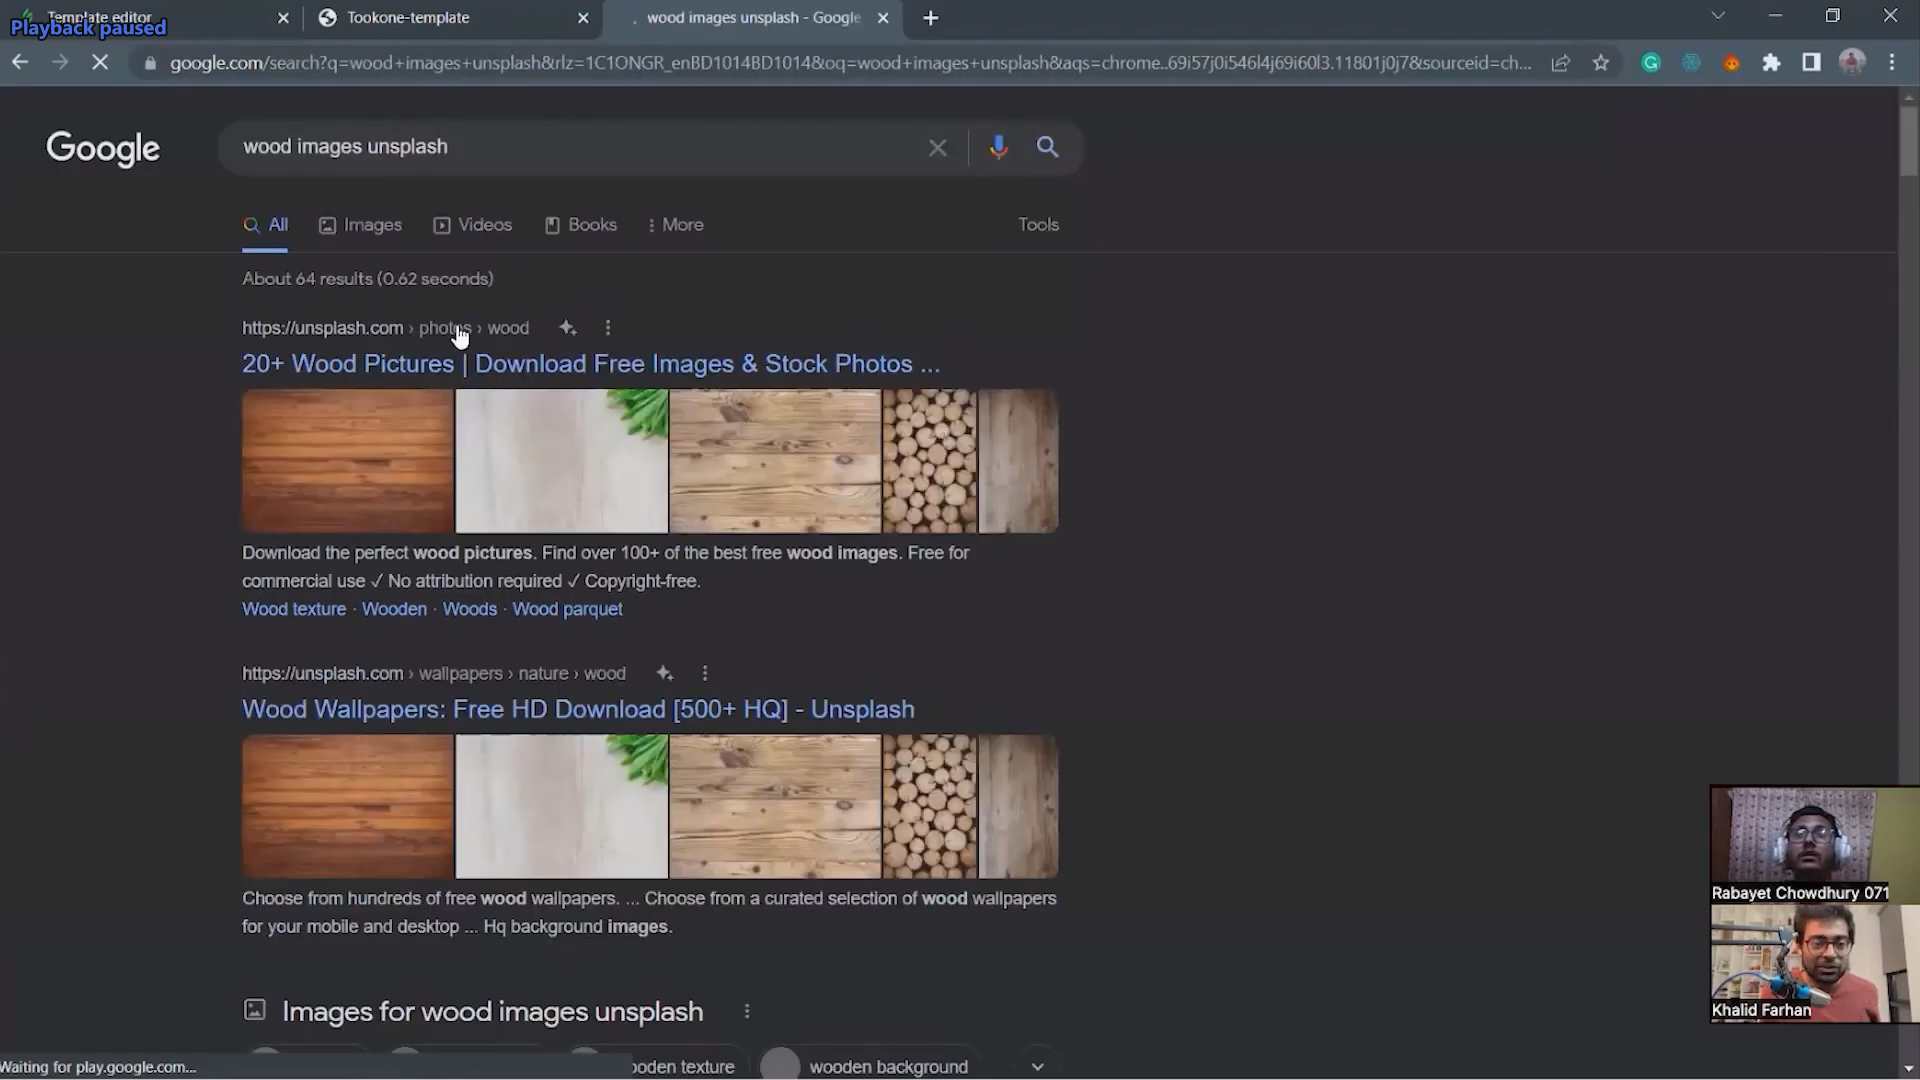 Template editor
Playback paused
Tookone-template
wood images unsplash - Google
google.com/search?q=wood+images+unsplash&rlz=1C1ONGR_enBD1014BD1014&oq=wood+images+unsplash&aqs=chrome..69i57j0i546l4j69i60l3.11801j0j7&sourceid=ch...
Google
wood images unsplash
All
Images
Videos
Books
More
Tools
About 64 results (0.62 seconds)
https://unsplash.com › photos › wood
20+ Wood Pictures | Download Free Images & Stock Photos ...
Download the perfect wood pictures. Find over 100+ of the best free wood images. Free for
commercial use ✓ No attribution required ✓ Copyright-free.
Wood texture · Wooden · Woods · Wood parquet
https://unsplash.com › wallpapers › nature › wood
Wood Wallpapers: Free HD Download [500+ HQ] - Unsplash
Choose from hundreds of free wood wallpapers. ... Choose from a curated selection of wood wallpapers
for your mobile and desktop ... Hq background images.
Rabayet Chowdhury 071
Khalid Farhan
Images for wood images unsplash
Waiting for play.google.com...
ooden texture
wooden background